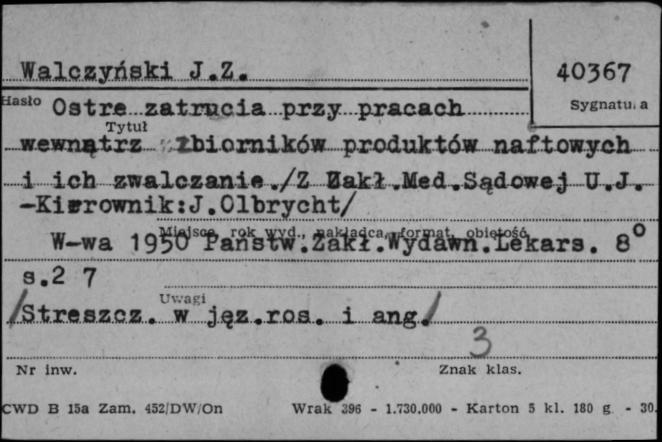 Walczyński J.Z.
40367
Hasło
Sygnatura
Ostre zatrucia przy pracach
Tytuł
wewnątrz zbiorników produktów naftowych
i ich zwalczanie./Z Zakł.Med.Sądowej U.J.
-Kierownik:J.Olbrycht/
Miejsce, rok wyd., nakładca, format, objętość
W-wa 1950 Państw.Zakł.Wydawn.Lekars. 8°
s.2 7
Uwagi
/Streszcz. w jęz.ros. i ang./
3
Nr inw.
Znak klas.
CWD B 15a Zam. 452/DW/On
Wrak 396 - 1.730.000 - Karton 5 kl. 180 g - 30.